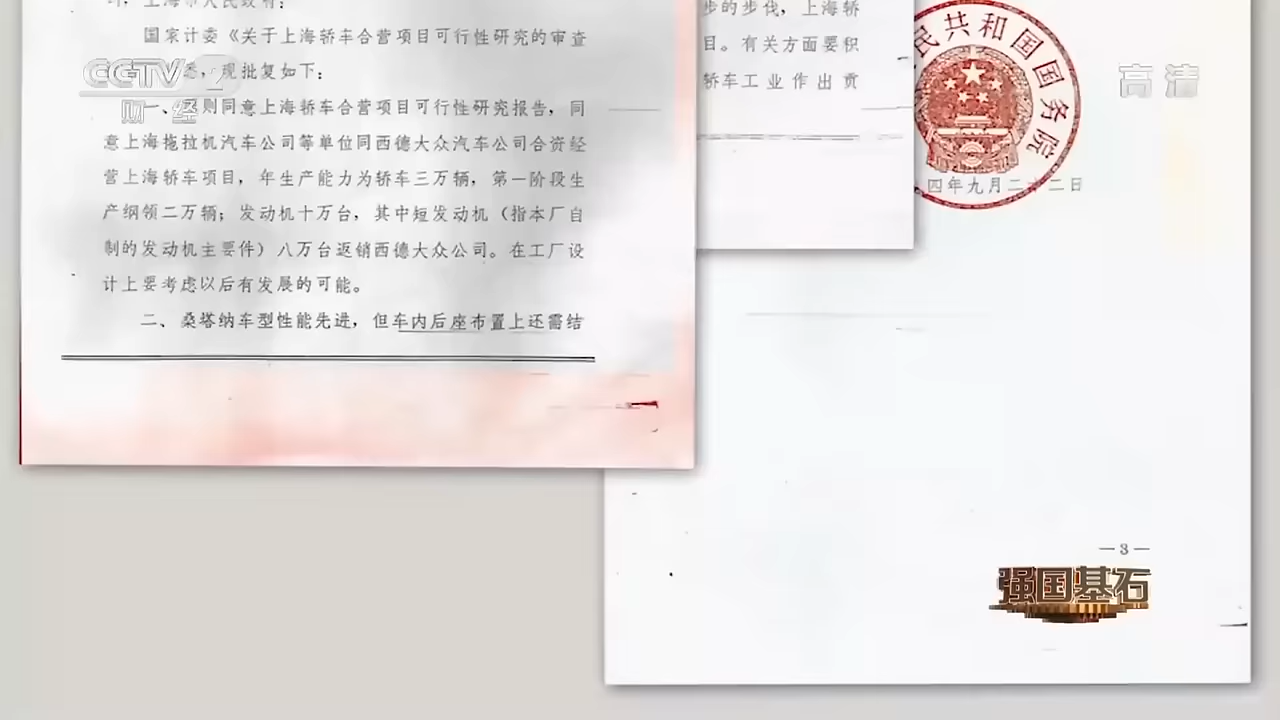 国家计委《关于上海轿车合营项目可行性研究的审查
悉,现批复如下:
一、 则同意上海轿车合营项目可行性研究报告,同
意上海拖拉机汽车公司等单位同西德大众汽车公司合资经
营上海轿车项目,年生产能力为轿车三万辆,第一阶段生
产纲领二万辆;发动机十万台,其中短发动机(指本厂自
制的发动机主要件)八万台返销西德大众公司。在工厂设
计上要考虑以后有发展的可能。
二、桑塔纳车型性能先进,但车内后座布置上还需结
步的步伐,上海轿
目。有关方面要积
轿车工业作出贡
民共和国国务院
四年九月二十二日
—3—
CCTV 2
财经
高清
强国基石